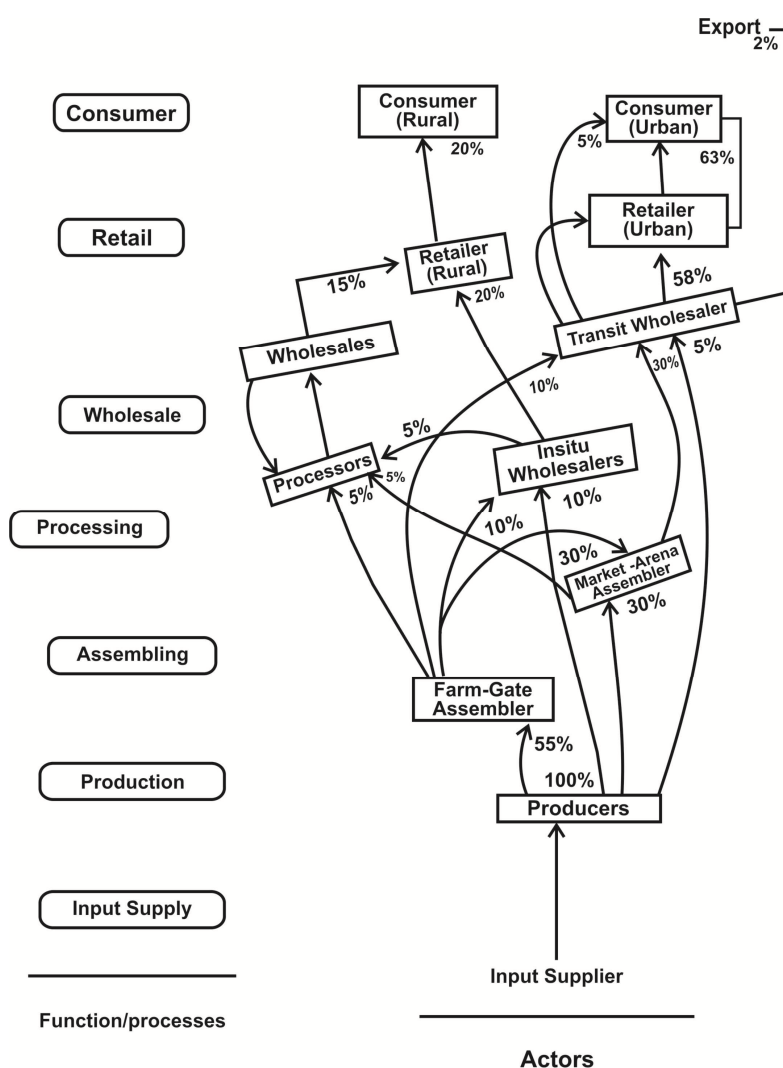 Export
2%
Consumer
Consumer
(Rural)
20%
Consumer
(Urban)
5%
63%
Retail
Retailer
(Rural)
Retailer
(Urban)
15%
20%
58%
Wholesales
Transit Wholesaler
10%
30%
5%
Wholesale
5%
Insitu
Wholesalers
Processors
5%
5%
10%
10%
Processing
30%
Market -Arena
Assembler
30%
Assembling
Farm-Gate
Assembler
55%
Production
100%
Producers
Input Supply
Input Supplier
Function/processes
Actors